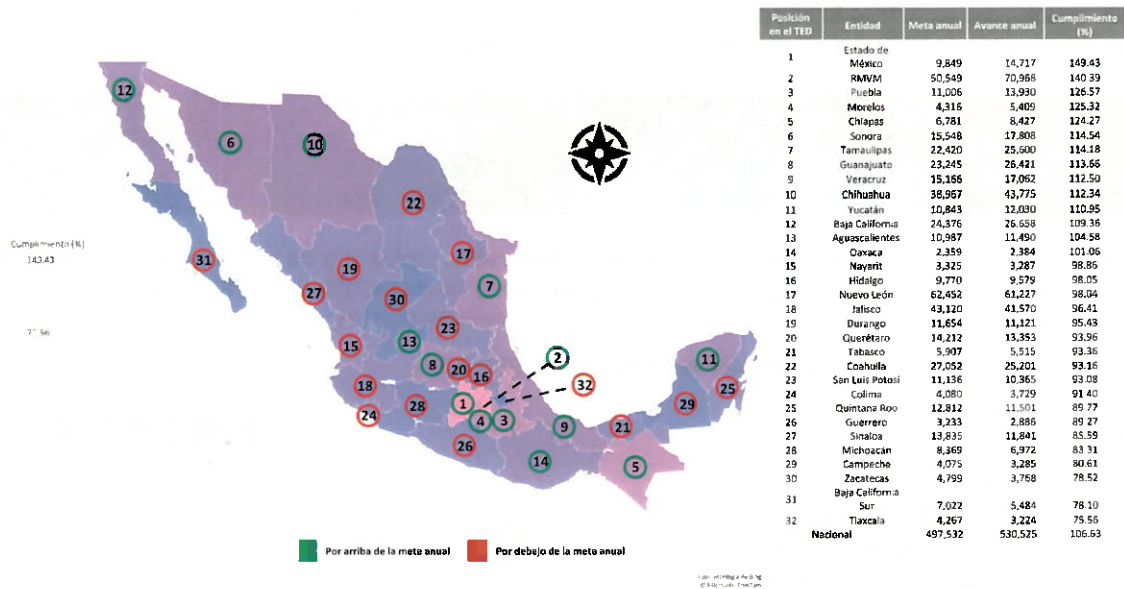 Posición en el TED Entidad Meta anual Avance anual Cumplimiento (%)
1 Estado de México 9,849 14,717 149.43
2 RMVM 50,549 70,968 140.39
3 Puebla 11,006 13,930 126.57
4 Morelos 4,316 5,409 125.32
5 Chiapas 6,781 8,427 124.27
6 Sonora 15,548 17,808 114.54
7 Tamaulipas 22,420 25,600 114.18
8 Guanajuato 23,245 26,421 113.66
9 Veracruz 15,166 17,062 112.50
10 Chihuahua 38,967 43,775 112.34
11 Yucatán 10,843 12,030 110.95
12 Baja California 24,376 26,658 109.36
13 Aguascalientes 10,987 11,490 104.58
14 Oaxaca 2,359 2,384 101.06
15 Nayarit 3,325 3,287 98.86
16 Hidalgo 9,770 9,579 98.05
17 Nuevo León 62,452 61,227 98.04
18 Jalisco 43,120 41,570 96.41
19 Durango 11,654 11,121 95.43
20 Querétaro 14,212 13,353 93.96
21 Tabasco 5,907 5,515 93.36
22 Coahuila 27,052 25,201 93.16
23 San Luis Potosí 11,136 10,365 93.08
24 Colima 4,080 3,729 91.40
25 Quintana Roo 12,812 11,501 89.77
26 Guerrero 3,233 2,886 89.27
27 Sinaloa 13,835 11,841 85.59
28 Michoacán 8,369 6,972 83.31
29 Campeche 4,075 3,285 80.61
30 Zacatecas 4,799 3,768 78.52
31 Baja California Sur 7,022 5,484 78.10
32 Tlaxcala 4,267 3,224 75.56
Nacional 497,532 530,525 106.63
12
6
10
22
17
31
19
7
27
30
23
13
15
8
20
16
2
11
18
32
25
1
28
29
24
4
3
9
21
26
14
5
Cumplimiento (%)
Por arriba de la meta anual
Por debajo de la meta anual